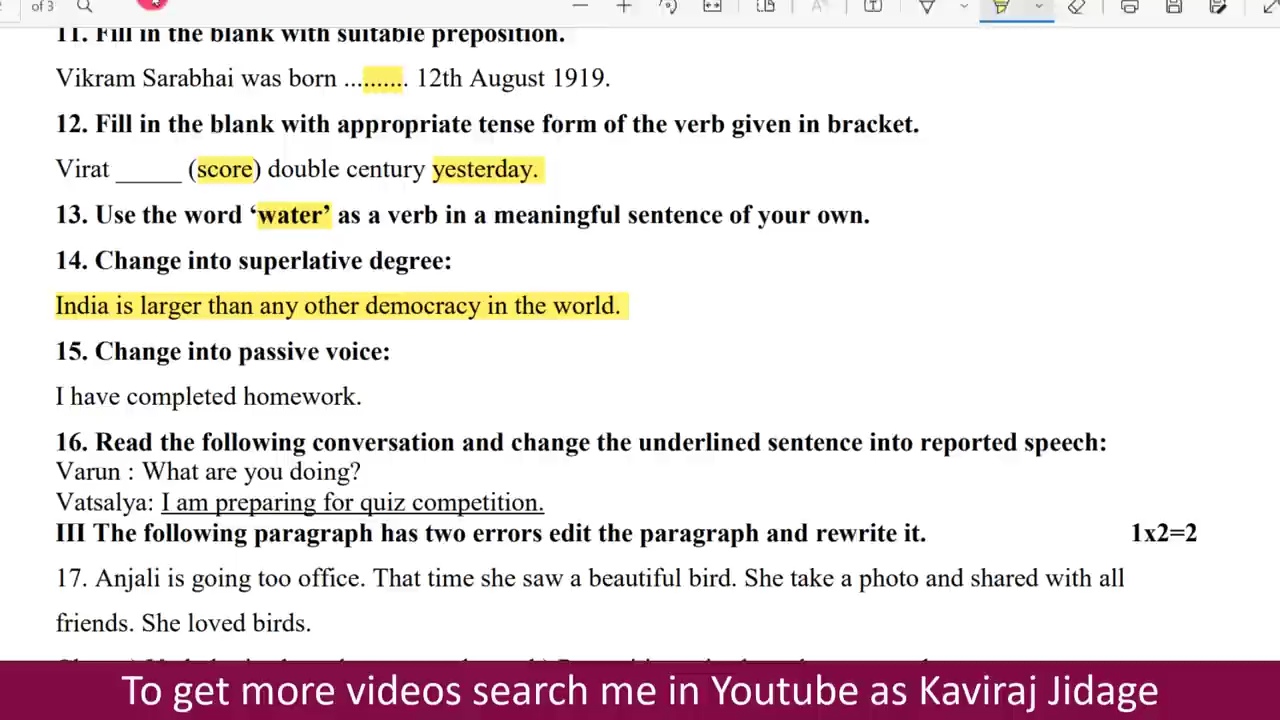 of 3
11. Fill in the blank with suitable preposition.
Vikram Sarabhai was born .......... 12th August 1919.
12. Fill in the blank with appropriate tense form of the verb given in bracket.
Virat _____ (score) double century yesterday.
13. Use the word ‘water’ as a verb in a meaningful sentence of your own.
14. Change into superlative degree:
India is larger than any other democracy in the world.
15. Change into passive voice:
I have completed homework.
16. Read the following conversation and change the underlined sentence into reported speech:
Varun : What are you doing?
Vatsalya: I am preparing for quiz competition.
III The following paragraph has two errors edit the paragraph and rewrite it. 1x2=2
17. Anjali is going too office. That time she saw a beautiful bird. She take a photo and shared with all
friends. She loved birds.
To get more videos search me in Youtube as Kaviraj Jidage